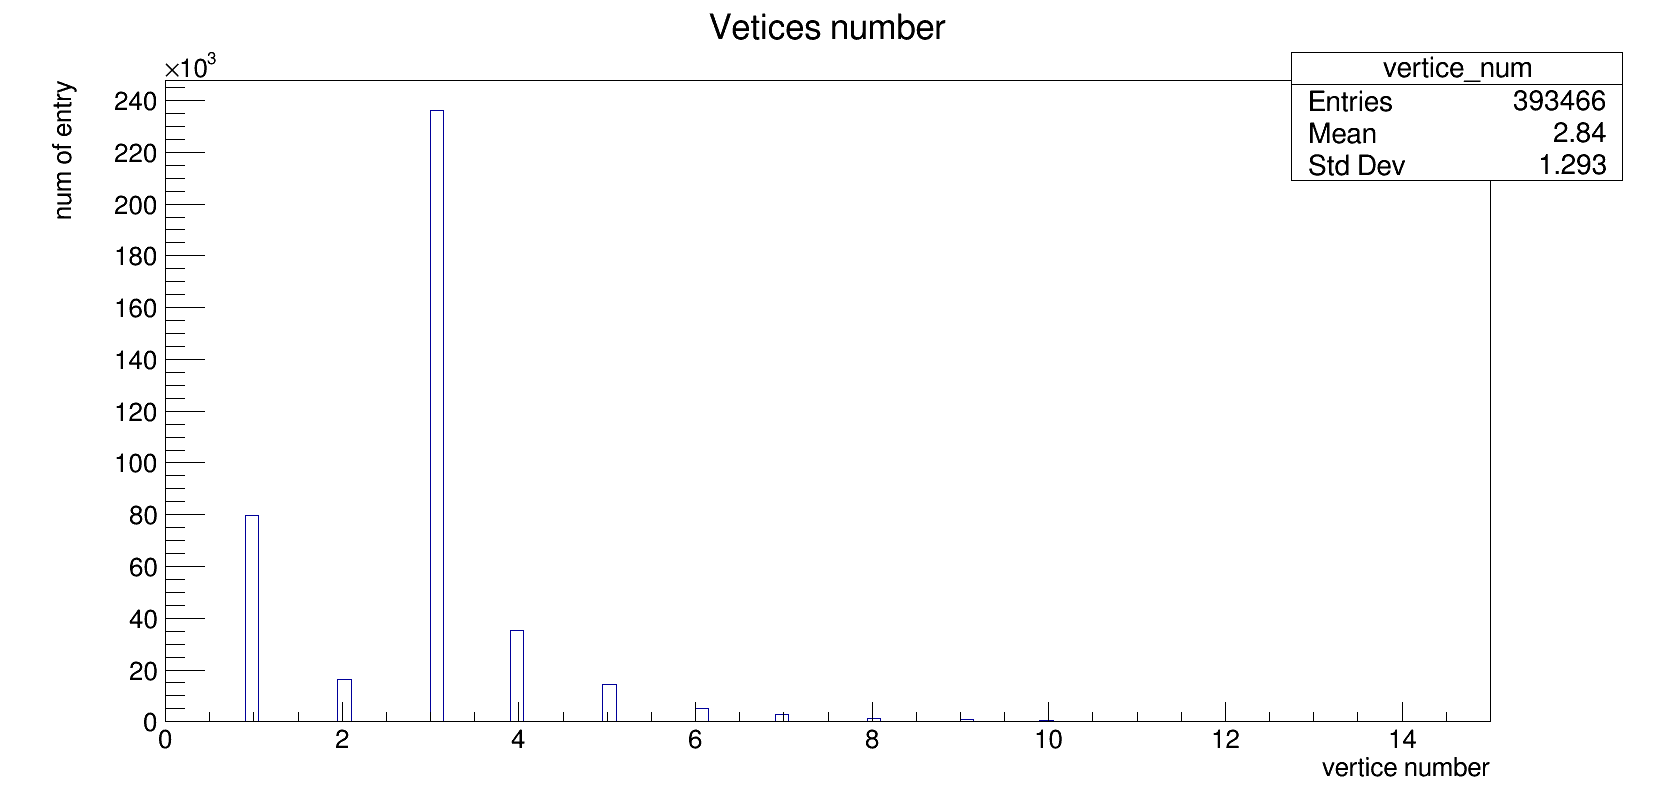 Vetices number
×10³
num of entry
vertice_num
Entries 393466
Mean 2.84
Std Dev 1.293
240
220
200
180
160
140
120
100
80
60
40
20
0
0 2 4 6 8 10 12 14
vertice number